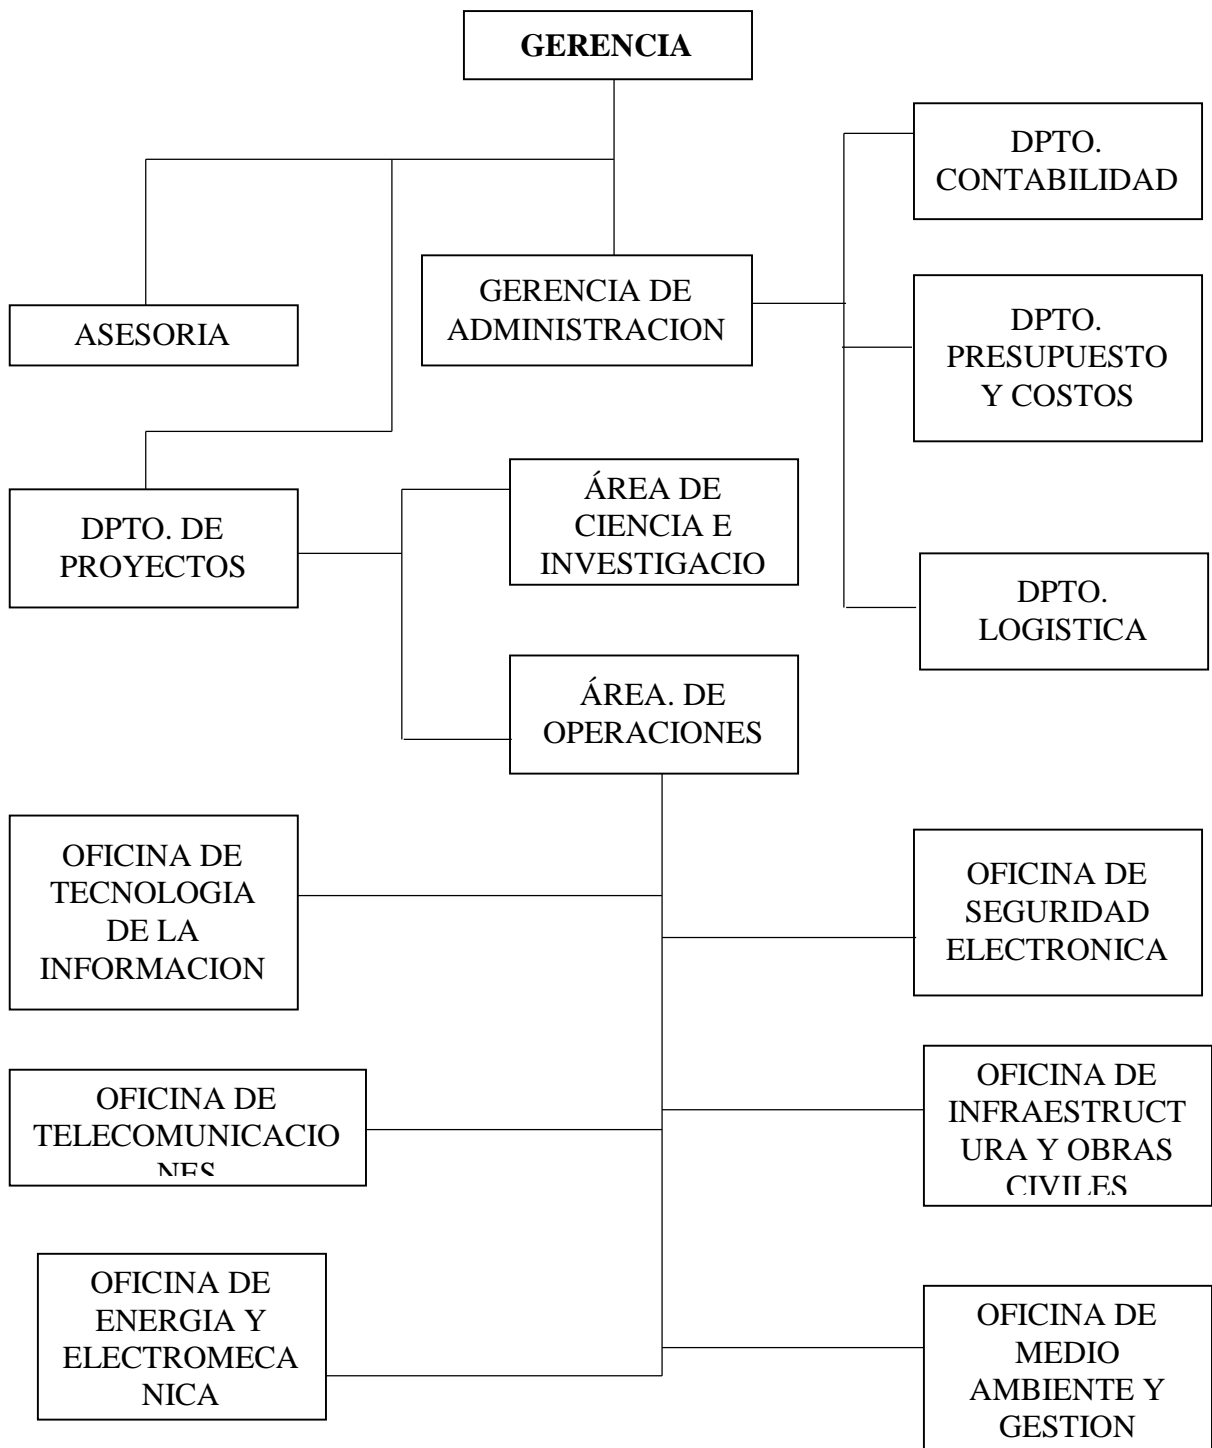 GERENCIA
DPTO.
CONTABILIDAD
GERENCIA DE
ADMINISTRACION
DPTO.
PRESUPUESTO
Y COSTOS
ASESORIA
DPTO. DE
PROYECTOS
ÁREA DE
CIENCIA E
INVESTIGACIO
DPTO.
LOGISTICA
ÁREA. DE
OPERACIONES
OFICINA DE
TECNOLOGIA
DE LA
INFORMACION
OFICINA DE
SEGURIDAD
ELECTRONICA
OFICINA DE
TELECOMUNICACIO
NES
OFICINA DE
INFRAESTRUCT
URA Y OBRAS
CIVILES
OFICINA DE
ENERGIA Y
ELECTROMECA
NICA
OFICINA DE
MEDIO
AMBIENTE Y
GESTION